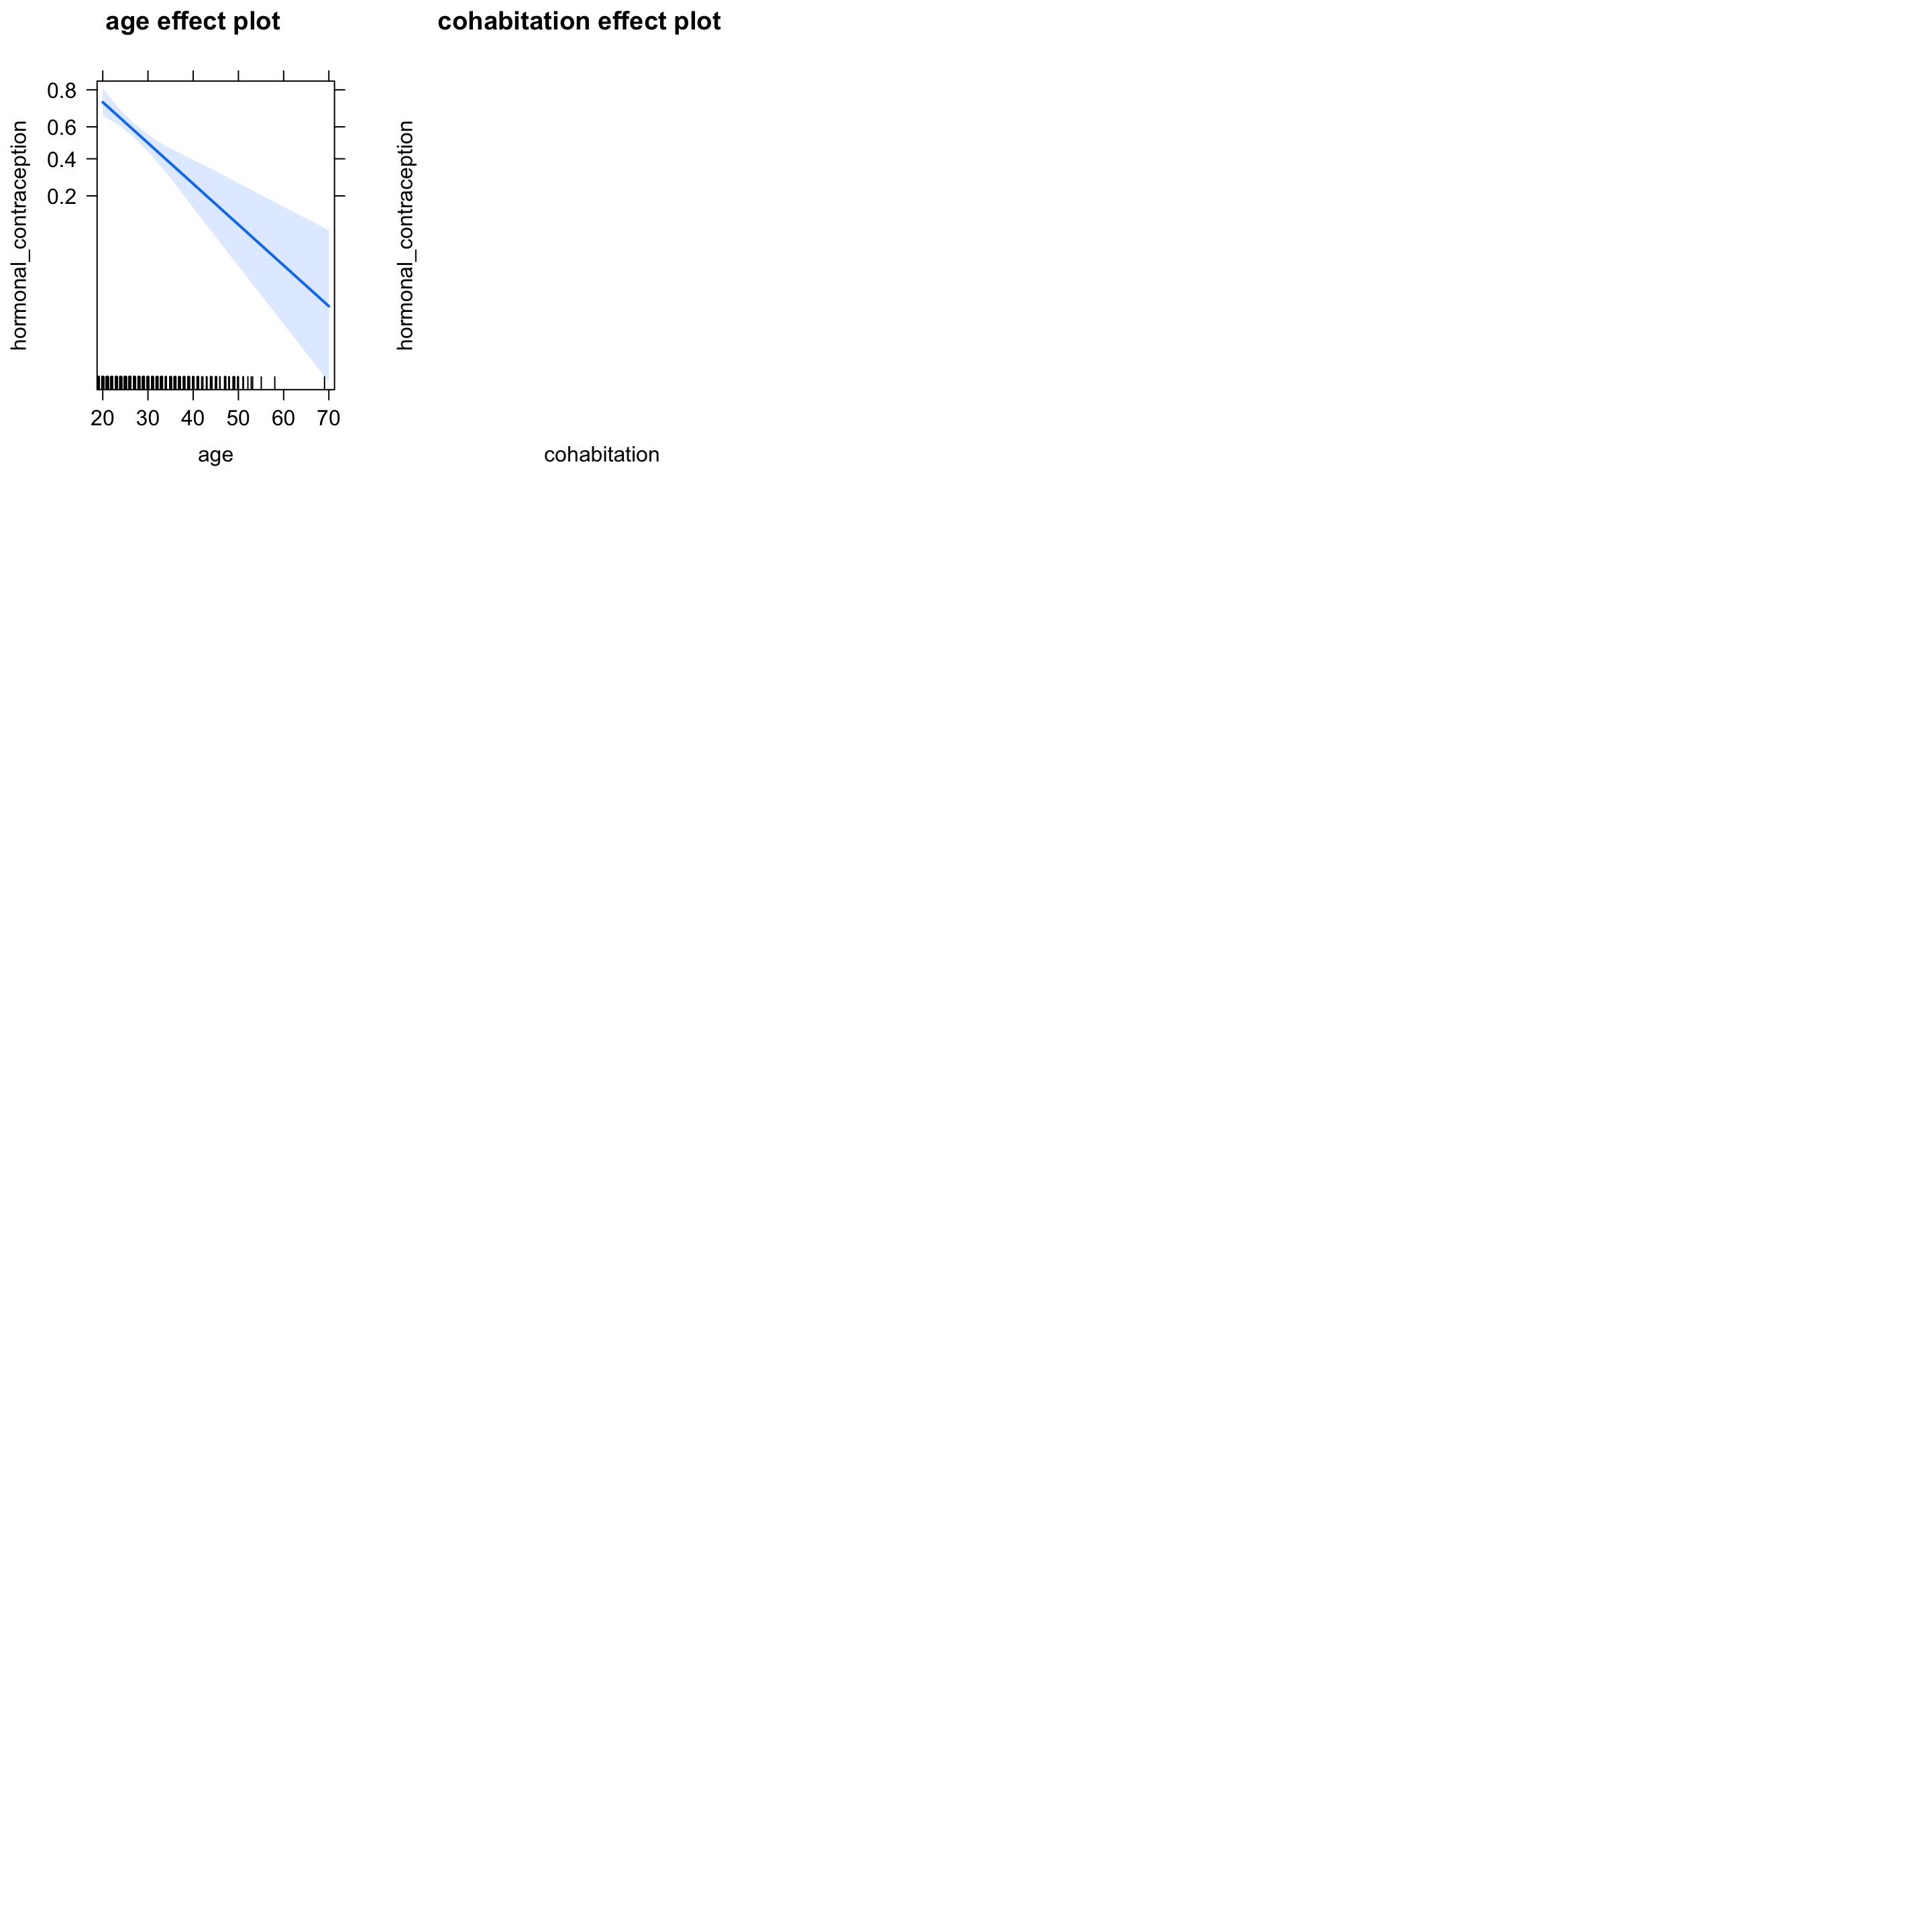 age effect plot
hormonal_contraception
0.8
0.6
0.4
0.2
20 30 40 50 60 70
age
cohabitation effect plot
hormonal_contraception
cohabitation